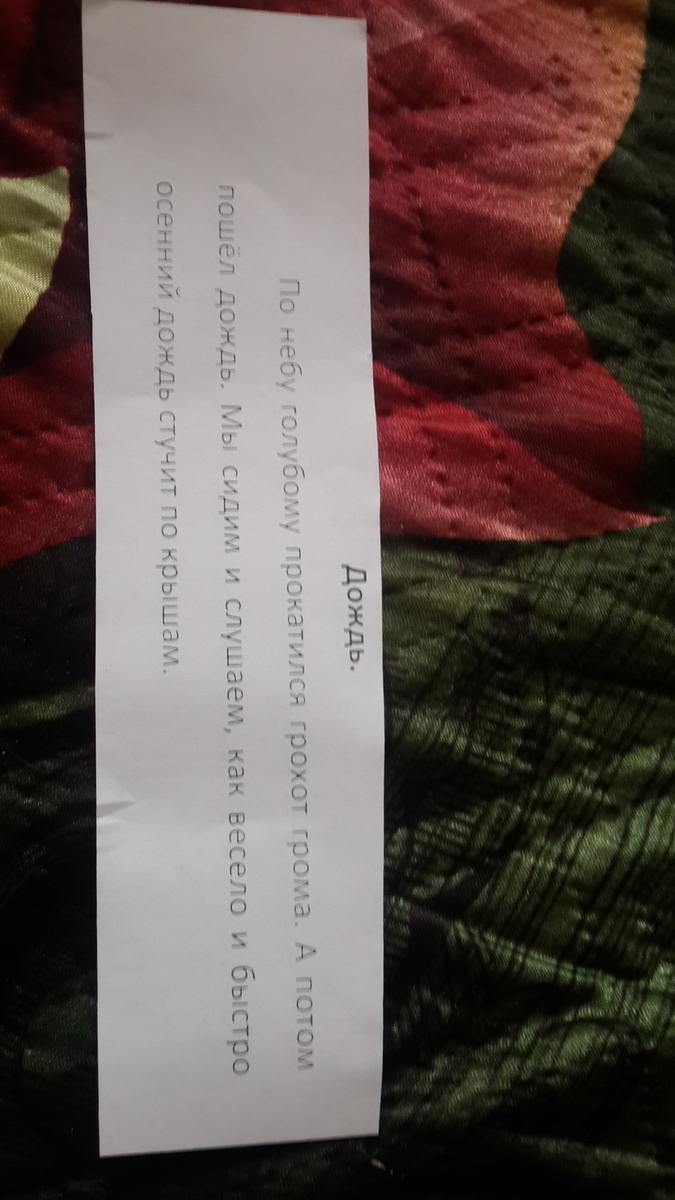 Дождь.
По небу голубому прокатился грохот грома. А потом
пошёл дождь. Мы сидим и слушаем, как весело и быстро
осенний дождь стучит по крышам.